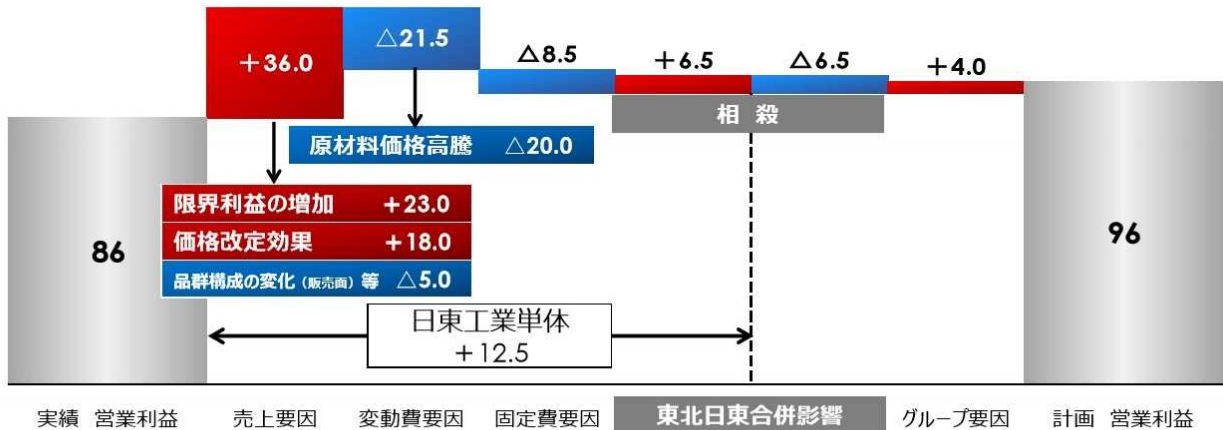 +36.0
△21.5
△8.5
+6.5
△6.5
+4.0
相 殺
原材料価格高騰 △20.0
限界利益の増加 +23.0
価格改定効果 +18.0
品群構成の変化（販売面）等 △5.0
86
96
日東工業単体
+12.5
実績 営業利益
売上要因
変動費要因
固定費要因
東北日東合併影響
グループ要因
計画 営業利益